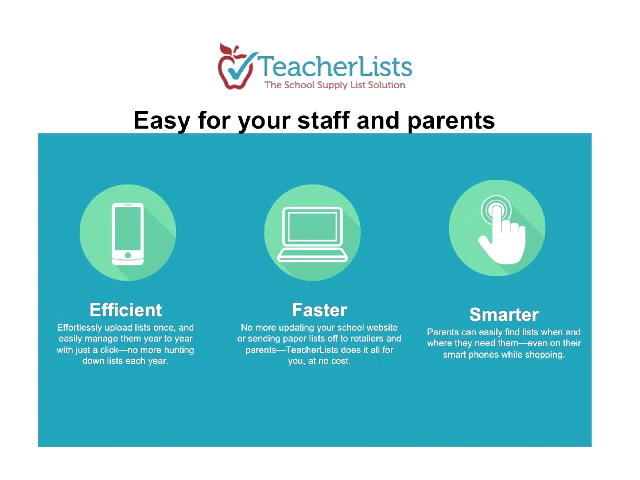 TeacherLists
The School Supply List Solution
Easy for your staff and parents
Efficient
Effortlessly upload lists once, and
easily manage them year to year
with just a click—no more hunting
down lists each year.
Faster
No more updating your school website
or sending paper lists off to retailers and
parents—TeacherLists does it all for
you, at no cost.
Smarter
Parents can easily find lists when and
where they need them—even on their
smart phones while shopping.